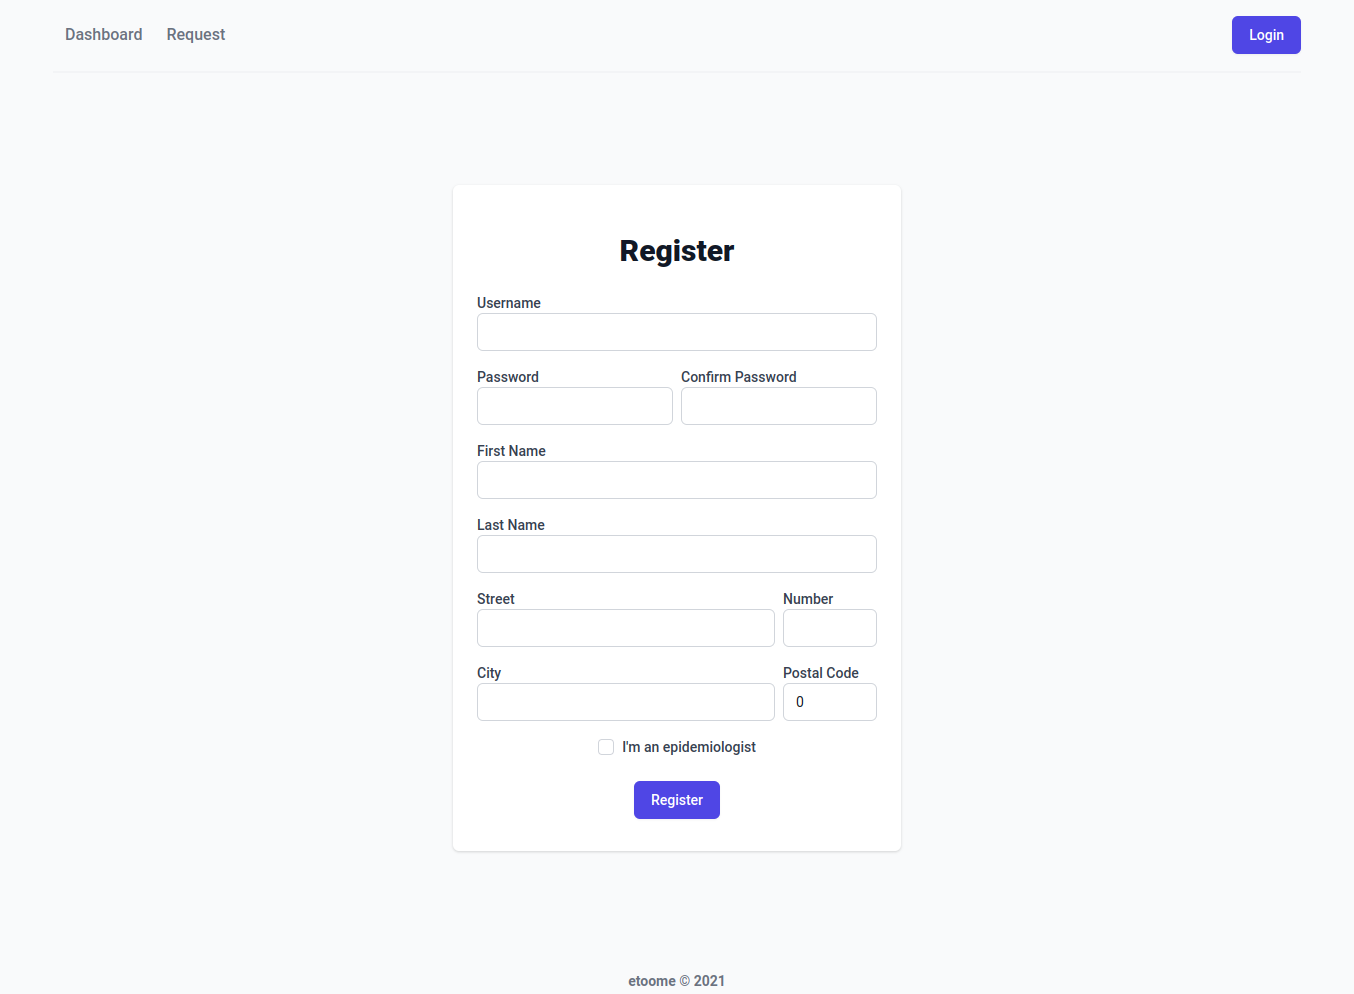 Dashboard Request Login
Register
Username
Password Confirm Password
First Name
Last Name
Street Number
City Postal Code
0
I'm an epidemiologist
Register
etoome © 2021